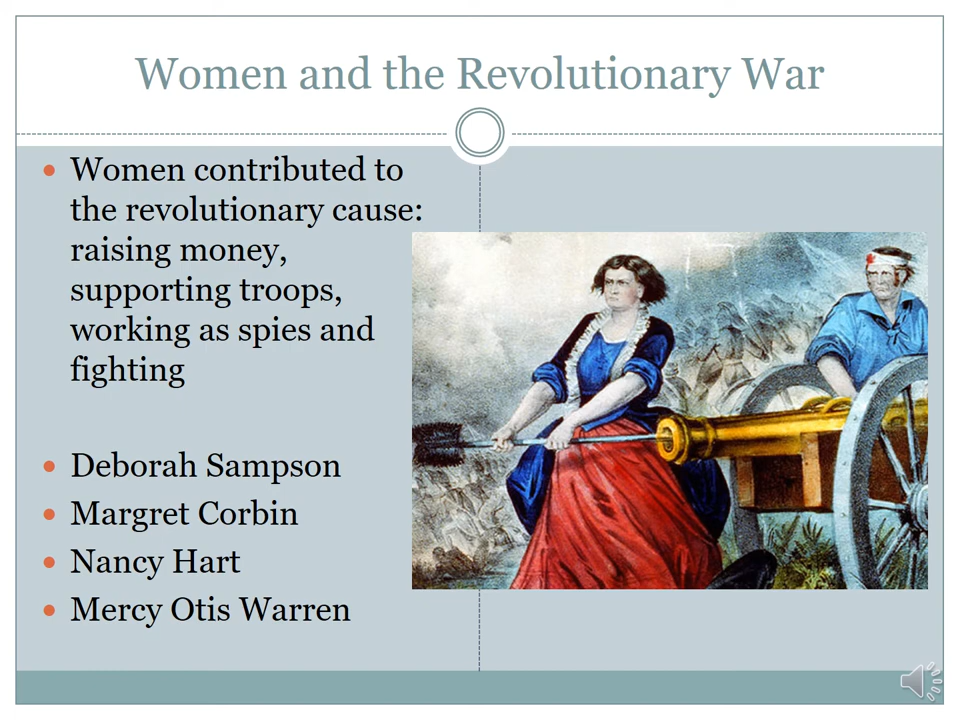 Women and the Revolutionary War
Women contributed to
the revolutionary cause:
raising money,
supporting troops,
working as spies and
fighting
Deborah Sampson
Margret Corbin
Nancy Hart
Mercy Otis Warren